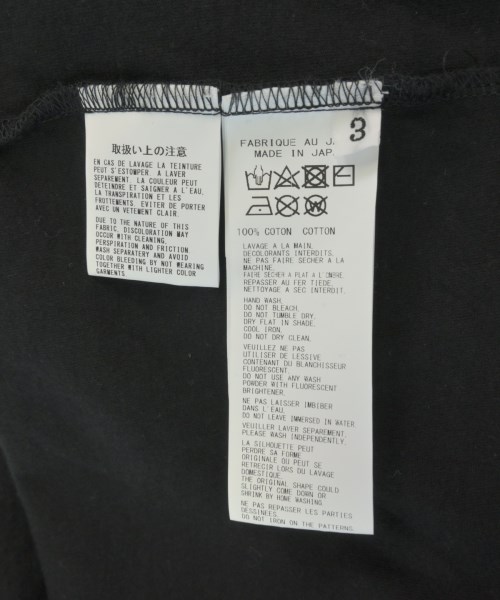 取扱い上の注意
EN CAS DE LAVAGE LA TEINTURE
PEUT S'ESTOMPER. A LAVER
SEPAREMENT. LA COULEUR PEUT
DETEINDRE ET SAIGNER A L'EAU,
LA TRANSPIRATION ET LES
FROTTEMENTS. EVITER DE PORTER
AVEC UN VETEMENT CLAIR.
DUE TO THE NATURE OF THIS
FABRIC, DISCOLORATION MAY
OCCUR WITH CLEANING,
PERSPIRATION AND FRICTION.
WASH SEPARATERY AND AVOID
COLOR BLEEDING BY NOT WEARING
TOGETHER WITH LIGHTER COLOR
GARMENTS.
3
FABRIQUE AU J.
MADE IN JAP.
100% COTON COTTON
LAVAGE A LA MAIN.
DECOLORANTS INTERDITS.
NE PAS FAIRE SECHER A LA
MACHINE.
FAIRE SECHER A PLAT A L'OMBRE.
REPASSER AU FER TIEDE.
NETTOYAGE A SEC INTERDIT.
HAND WASH.
DO NOT BLEACH.
DO NOT TUMBLE DRY.
DRY FLAT IN SHADE.
COOL IRON.
DO NOT DRY CLEAN.
VEUILLEZ NE PAS
UTILISER DE LESSIVE
CONTENANT DU BLANCHISSEUR
FLUORESCENT.
DO NOT USE ANY WASH
POWDER WITH FLUORESCENT
BRIGHTENER.
NE PAS LAISSER IMBIBER
DANS L'EAU.
DO NOT LEAVE IMMERSED IN WATER.
VEUILLER LAVER SEPAREMENT.
PLEASE WASH INDEPENDENTLY.
LA SILHOUETTE PEUT
PERDRE SA FORME
ORIGINALE OU PEUT SE
RETRECIR LORS DU LAVAGE
DOMESTIQUE.
THE ORIGINAL SHAPE COULD
SLIGHTLY COME DOWN OR
SHRINK BY HOME WASHING.
NE PAS REPASSER LES PARTIES
DESSINEES.
DO NOT IRON ON THE PATTERNS.